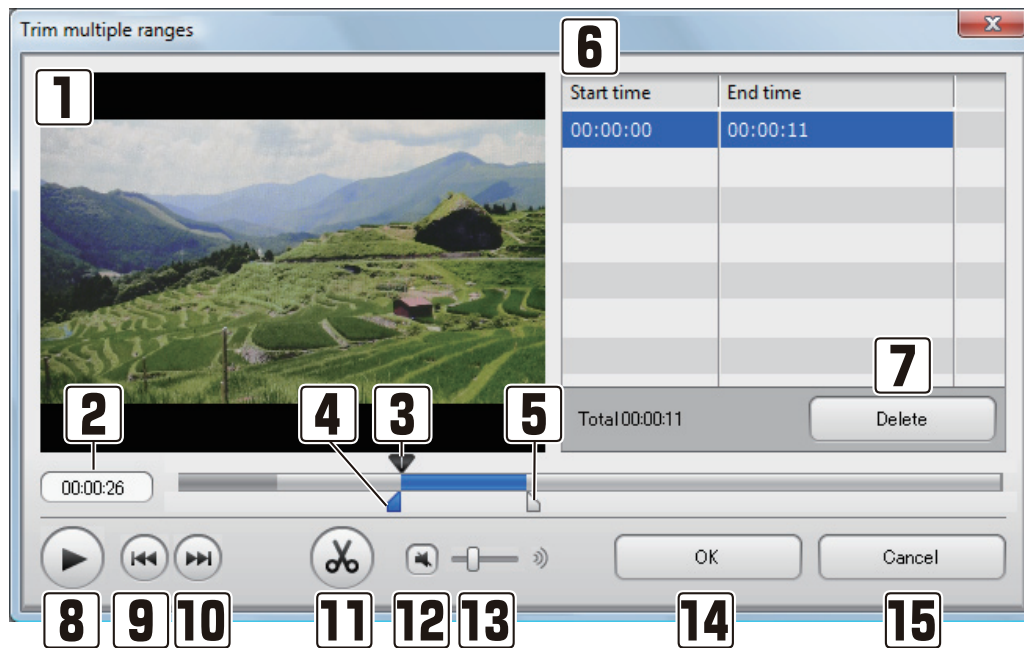 Trim multiple ranges
6
1
Start time End time
00:00:00 00:00:11
7
2 4 3 5
Total 00:00:11 Delete
00:00:26
OK Cancel
8 9 10 11 12 13 14 15